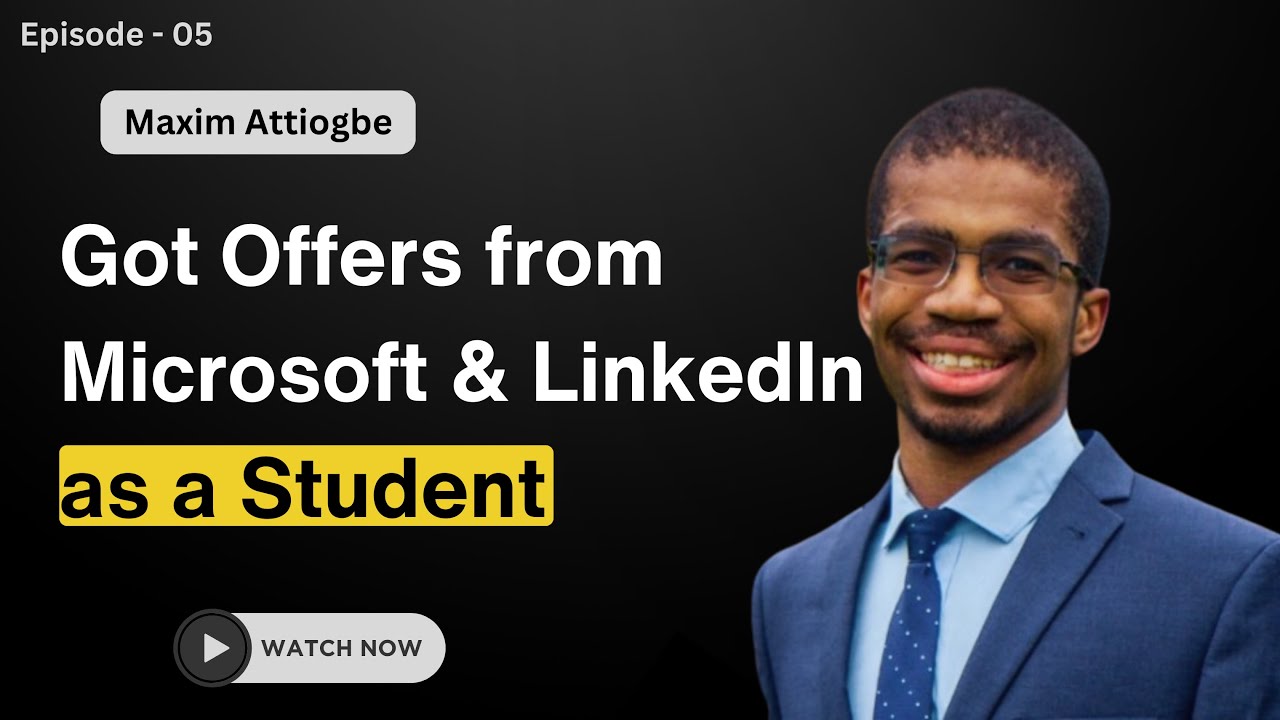 Episode - 05
Maxim Attiogbe
Got Offers from
Microsoft & LinkedIn
as a Student
WATCH NOW